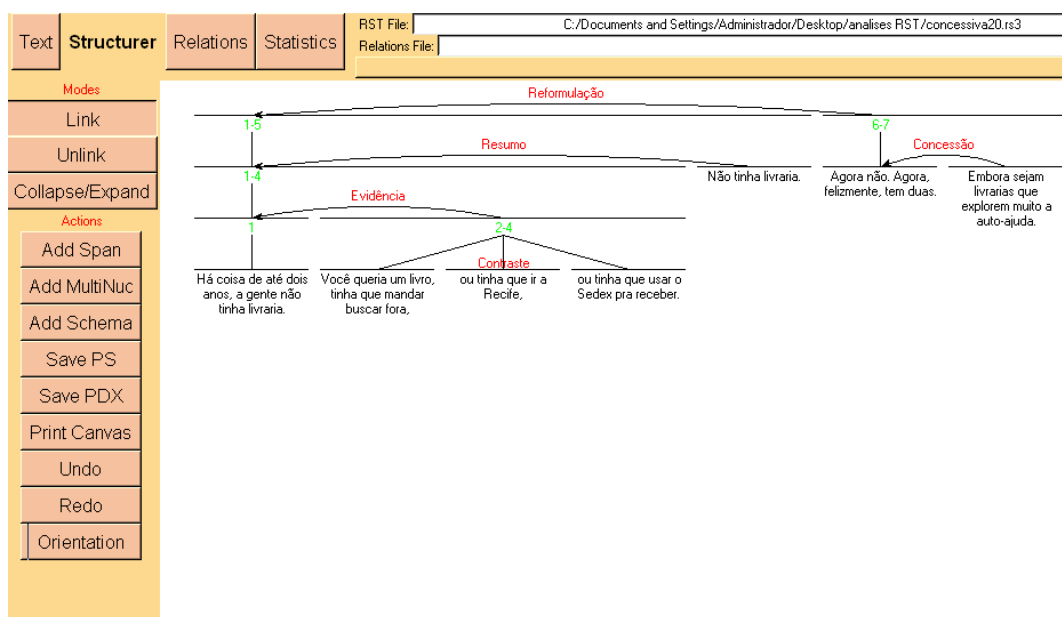 Text
Structurer
Relations
Statistics
RST File:
C:/Documents and Settings/Administrador/Desktop/analises RST/concessiva20.rs3
Relations File:
Modes
Link
Unlink
Collapse/Expand
Actions
Add Span
Add MultiNuc
Add Schema
Save PS
Save PDX
Print Canvas
Undo
Redo
Orientation
Reformulação
1-5
6-7
Resumo
Concessão
1-4
Não tinha livraria.
Agora não. Agora,
felizmente, tem duas.
Embora sejam
livrarias que
explorem muito a
auto-ajuda.
Evidência
1
2-4
Contraste
Há coisa de até dois
anos, a gente não
tinha livraria.
Você queria um livro,
tinha que mandar
buscar fora,
ou tinha que ir a
Recife,
ou tinha que usar o
Sedex pra receber.